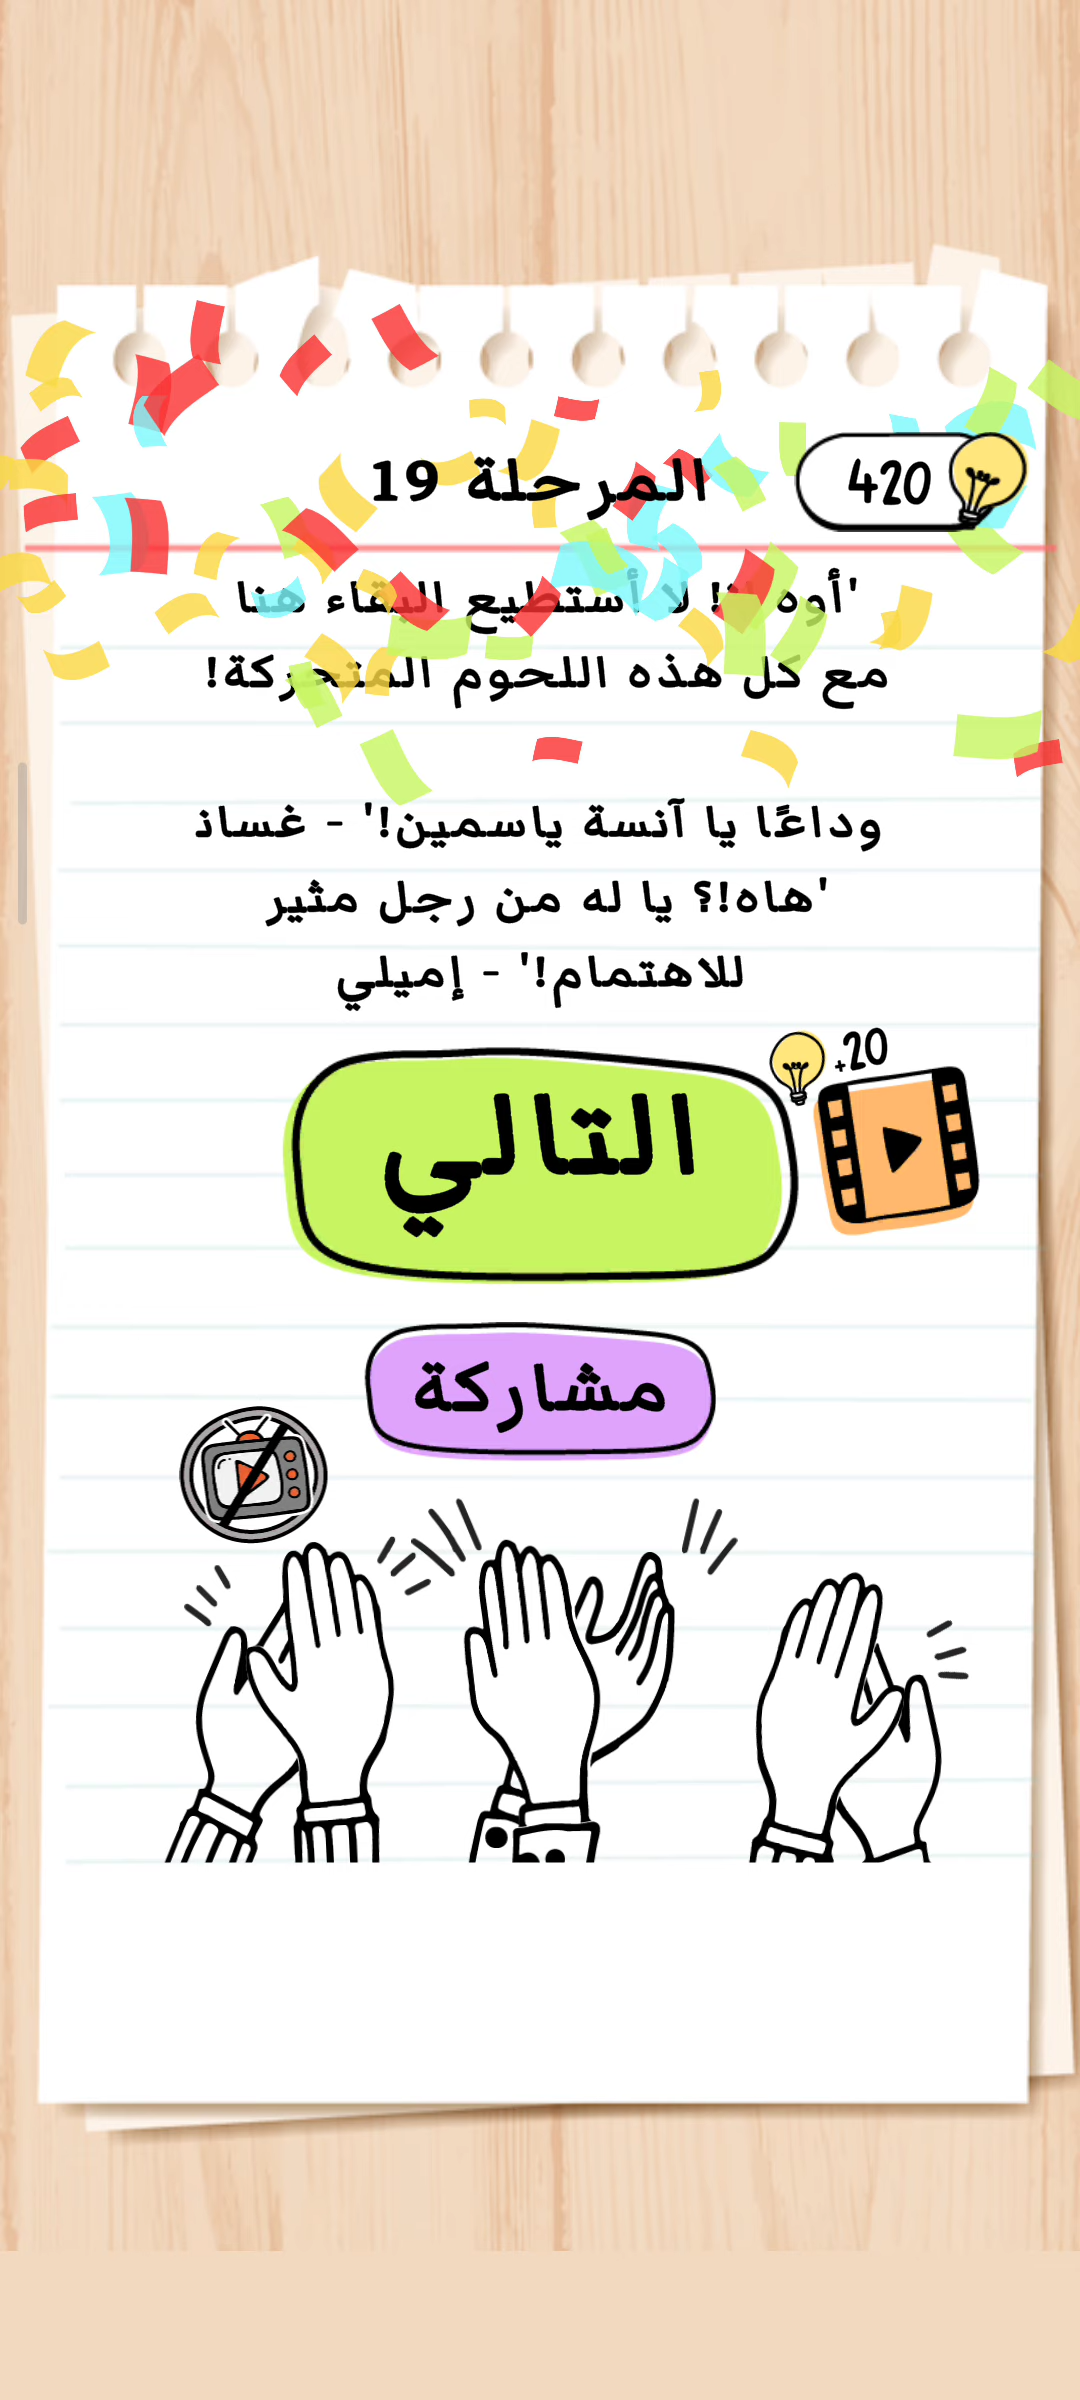 المرحلة 19
420
'أوه لا! لا أستطيع البقاء هنا
مع كل هذه اللحوم المتحركة!
وداعًا يا آنسة ياسمين!' - غسان
'هاه!؟ يا له من رجل مثير
للاهتمام!' - إميلي
+20
التالي
مشاركة